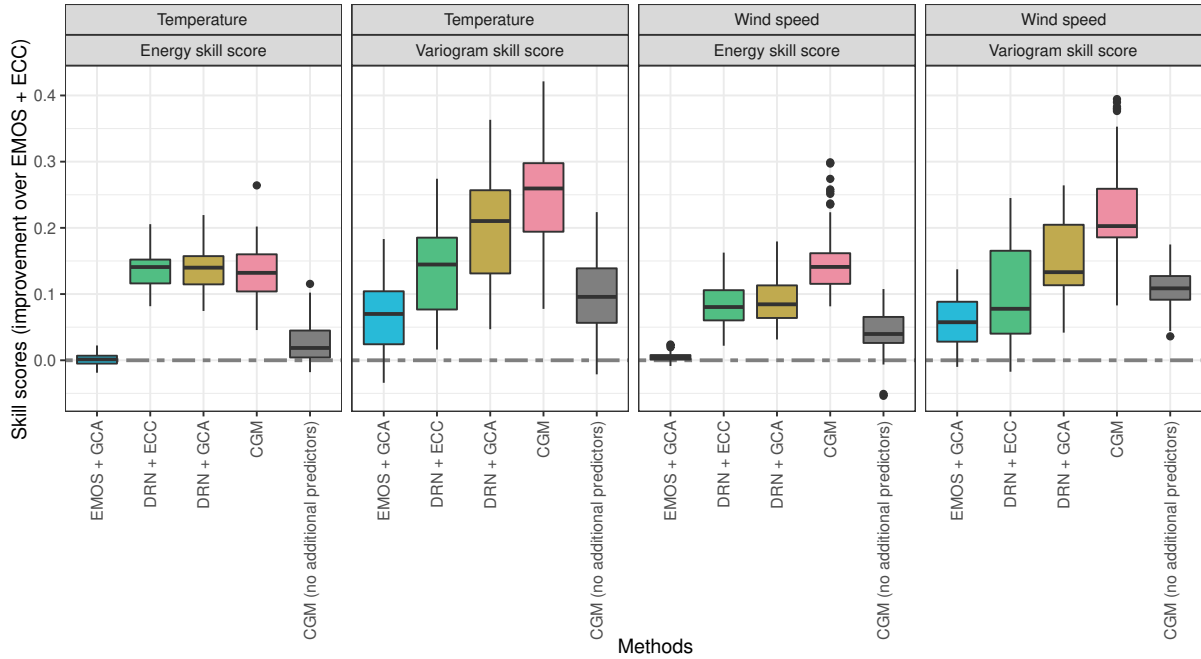 Temperature
Temperature
Wind speed
Wind speed
Energy skill score
Variogram skill score
Energy skill score
Variogram skill score
Skill scores (improvement over EMOS + ECC)
0.4
0.3
0.2
0.1
0.0
EMOS + GCA
DRN + ECC
DRN + GCA
CGM
CGM (no additional predictors)
EMOS + GCA
DRN + ECC
DRN + GCA
CGM
CGM (no additional predictors)
EMOS + GCA
DRN + ECC
DRN + GCA
CGM
CGM (no additional predictors)
EMOS + GCA
DRN + ECC
DRN + GCA
CGM
CGM (no additional predictors)
Methods